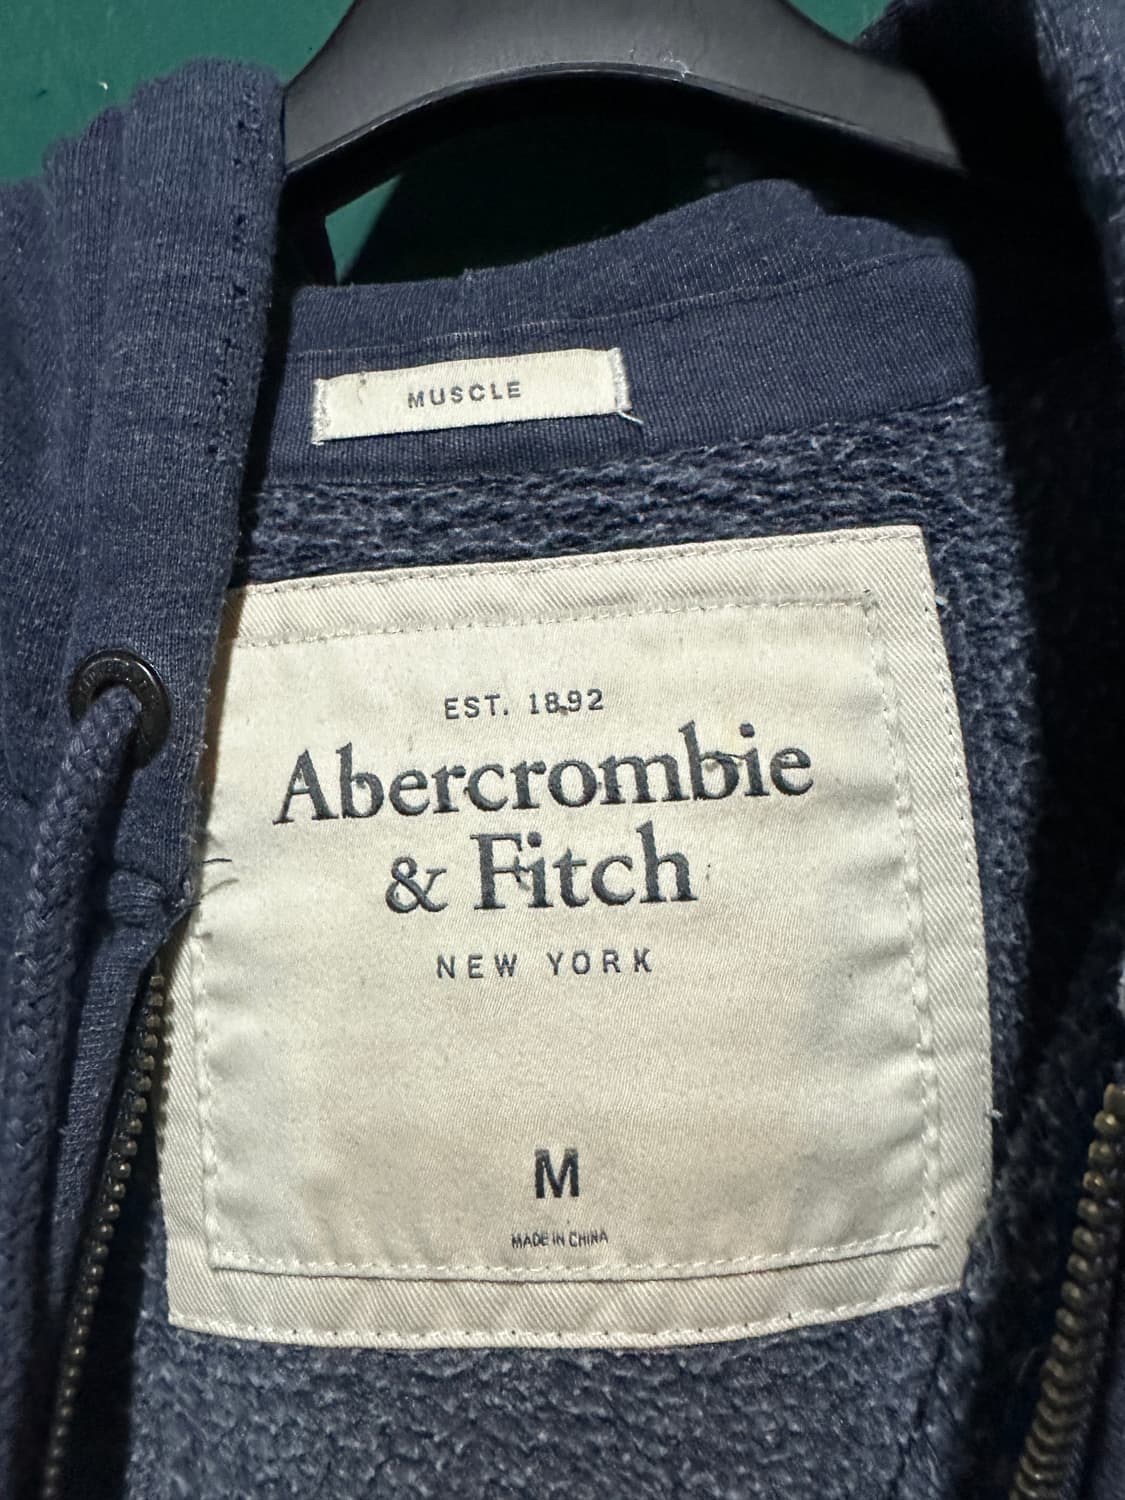 MUSCLE
EST. 1892
Abercrombie
& Fitch
NEW YORK
M
MADE IN CHINA